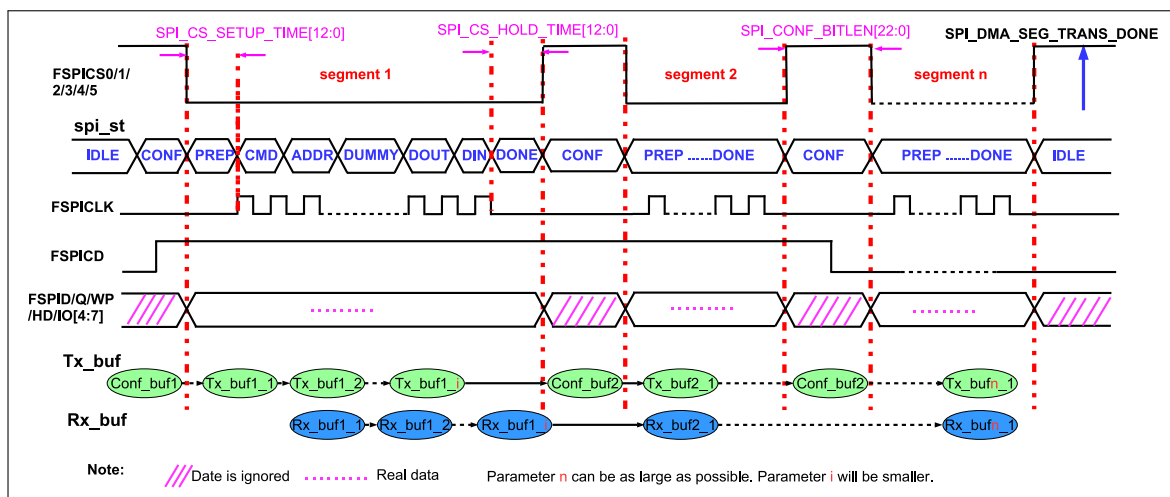 SPI_CS_SETUP_TIME[12:0]
SPI_CS_HOLD_TIME[12:0]
SPI_CONF_BITLEN[22:0]
SPI_DMA_SEG_TRANS_DONE
FSPICS0/1/
2/3/4/5
segment 1
segment 2
segment n
spi_st
IDLE CONF PREP CMD ADDR DUMMY DOUT DIN DONE CONF PREP ......DONE CONF PREP ......DONE IDLE
FSPICLK
FSPICD
FSPID/Q/WP
/HD/IO[4:7]
Tx_buf
Conf_buf1 Tx_buf1_1 Tx_buf1_2 Tx_buf1_i Conf_buf2 Tx_buf2_1 Conf_buf2 Tx_bufn_1
Rx_buf
Rx_buf1_1 Rx_buf1_2 Rx_buf1_ Rx_buf2_1 Rx_bufn_1
Note:
Date is ignored
Real data
Parameter n can be as large as possible. Parameter i will be smaller.